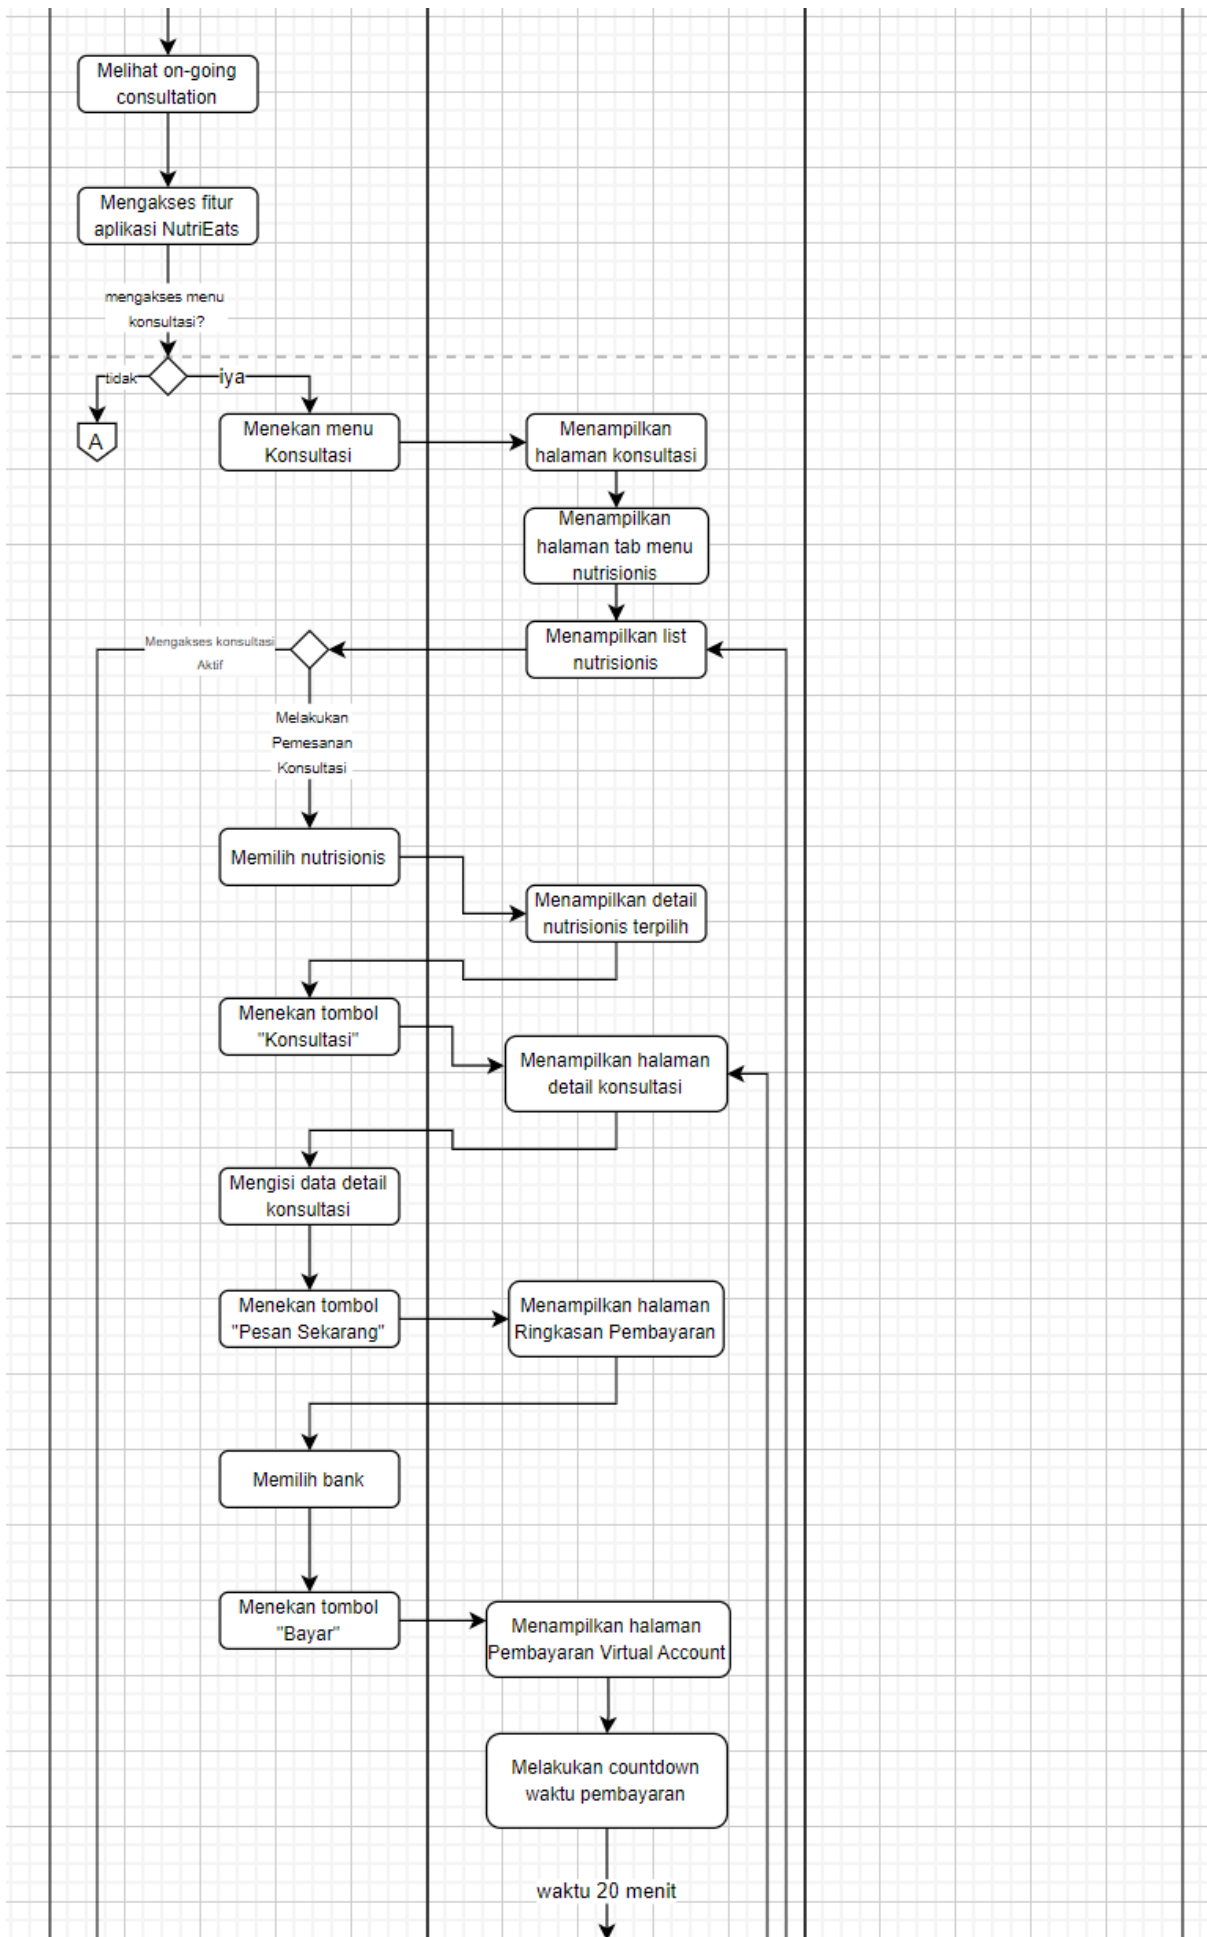 Melihat on-going
consultation
Mengakses fitur
aplikasi NutriEats
mengakses menu
konsultasi?
tidak
iya
A
Menekan menu
Konsultasi
Menampilkan
halaman konsultasi
Menampilkan
halaman tab menu
nutrisionis
Menampilkan list
nutrisionis
Mengakses konsultasi
Aktif
Melakukan
Pemesanan
Konsultasi
Memilih nutrisionis
Menampilkan detail
nutrisionis terpilih
Menekan tombol
"Konsultasi"
Menampilkan halaman
detail konsultasi
Mengisi data detail
konsultasi
Menekan tombol
"Pesan Sekarang"
Menampilkan halaman
Ringkasan Pembayaran
Memilih bank
Menekan tombol
"Bayar"
Menampilkan halaman
Pembayaran Virtual Account
Melakukan countdown
waktu pembayaran
waktu 20 menit